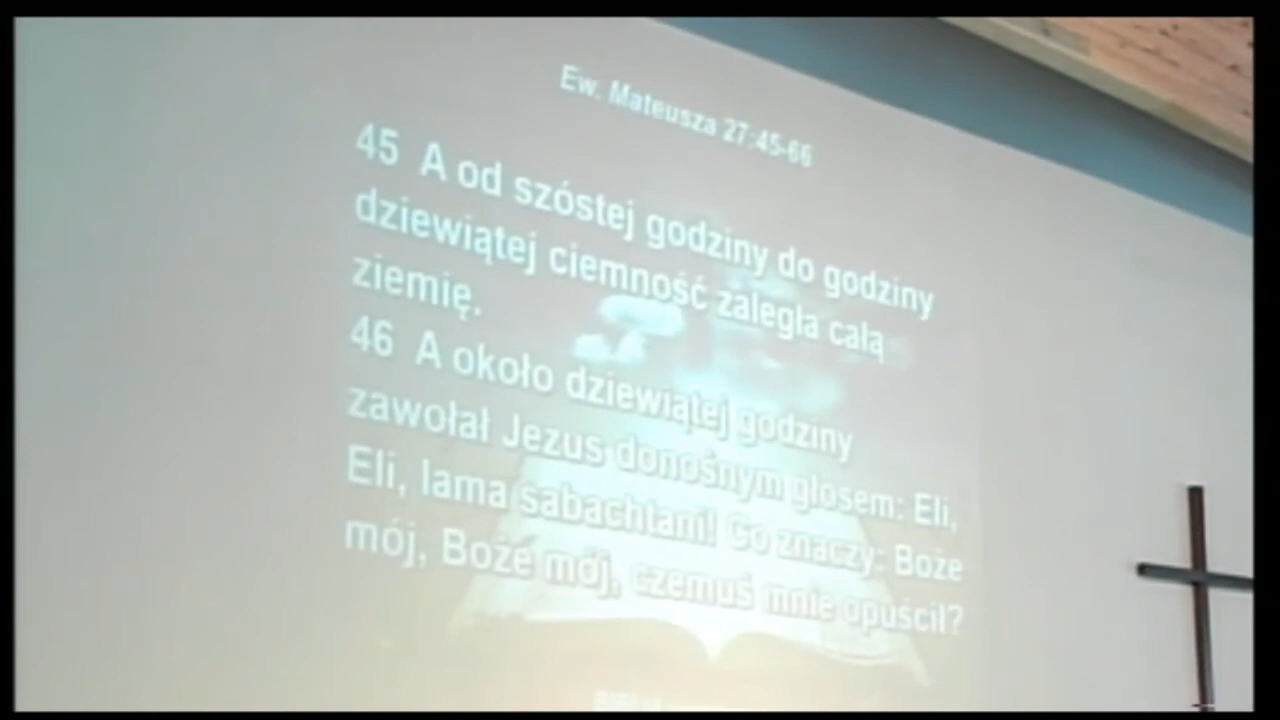 Ew. Mateusza 27:45-66
45 A od szóstej godziny do godziny
dziewiątej ciemność zaległa całą
ziemię.
46 A około dziewiątej godziny
zawołał Jezus donośnym głosem: Eli,
Eli, lama sabachtani! Co znaczy: Boże
mój, Boże mój, czemuś mnie opuścił?